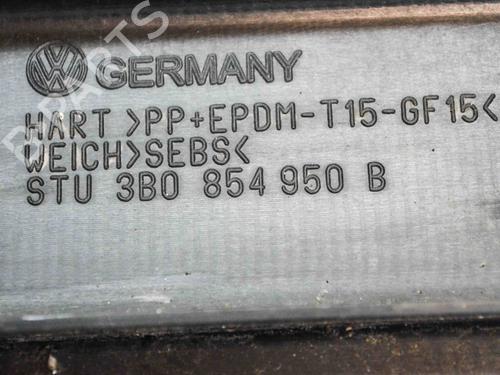 GERMANY
HART >PP+EPDM-T15-GF15<
WEICH>SEBS<
STU 3B0 854 950 B